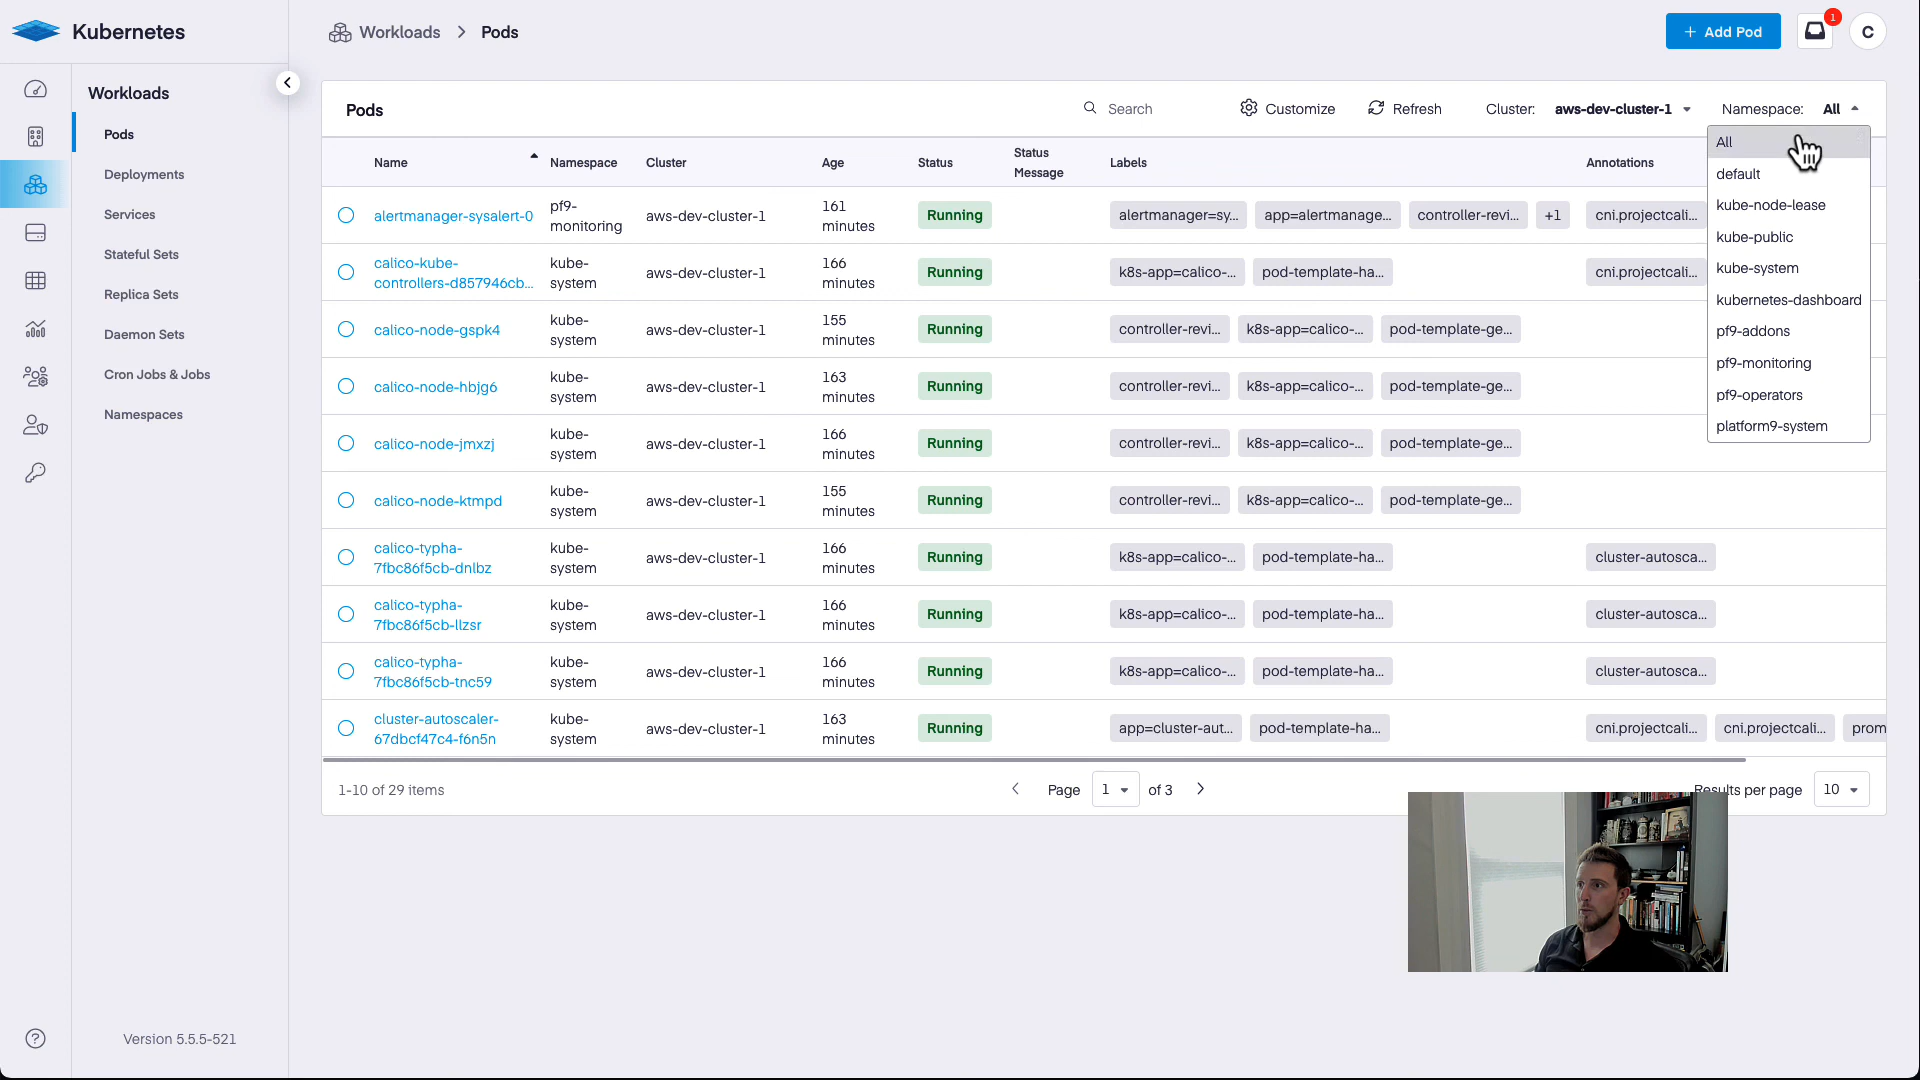 Kubernetes
Workloads > Pods
+ Add Pod
1
C
Workloads
Pods
Deployments
Services
Stateful Sets
Replica Sets
Daemon Sets
Cron Jobs & Jobs
Namespaces
Version 5.5.5-521
Pods
Search
Customize
Refresh
Cluster: aws-dev-cluster-1
Namespace: All
All
default
kube-node-lease
kube-public
kube-system
kubernetes-dashboard
pf9-addons
pf9-monitoring
pf9-operators
platform9-system
Name Namespace Cluster Age Status Status Message Labels Annotations
alertmanager-sysalert-0 pf9-monitoring aws-dev-cluster-1 161 minutes Running alertmanager=sy... app=alertmanage... controller-revi... +1 cni.projectcali...
calico-kube-controllers-d857946cb... kube-system aws-dev-cluster-1 166 minutes Running k8s-app=calico-... pod-template-ha... cni.projectcali...
calico-node-gspk4 kube-system aws-dev-cluster-1 155 minutes Running controller-revi... k8s-app=calico-... pod-template-ge...
calico-node-hbjg6 kube-system aws-dev-cluster-1 163 minutes Running controller-revi... k8s-app=calico-... pod-template-ge...
calico-node-jmxzj kube-system aws-dev-cluster-1 166 minutes Running controller-revi... k8s-app=calico-... pod-template-ge...
calico-node-ktmpd kube-system aws-dev-cluster-1 155 minutes Running controller-revi... k8s-app=calico-... pod-template-ge...
calico-typha-7fbc86f5cb-dnlbz kube-system aws-dev-cluster-1 166 minutes Running k8s-app=calico-... pod-template-ha... cluster-autosca...
calico-typha-7fbc86f5cb-llzsr kube-system aws-dev-cluster-1 166 minutes Running k8s-app=calico-... pod-template-ha... cluster-autosca...
calico-typha-7fbc86f5cb-tnc59 kube-system aws-dev-cluster-1 166 minutes Running k8s-app=calico-... pod-template-ha... cluster-autosca...
cluster-autoscaler-67dbcf47c4-f6n5n kube-system aws-dev-cluster-1 163 minutes Running app=cluster-aut... pod-template-ha... cni.projectcali... cni.projectcali... prom
1-10 of 29 items
Page 1 of 3
Results per page 10